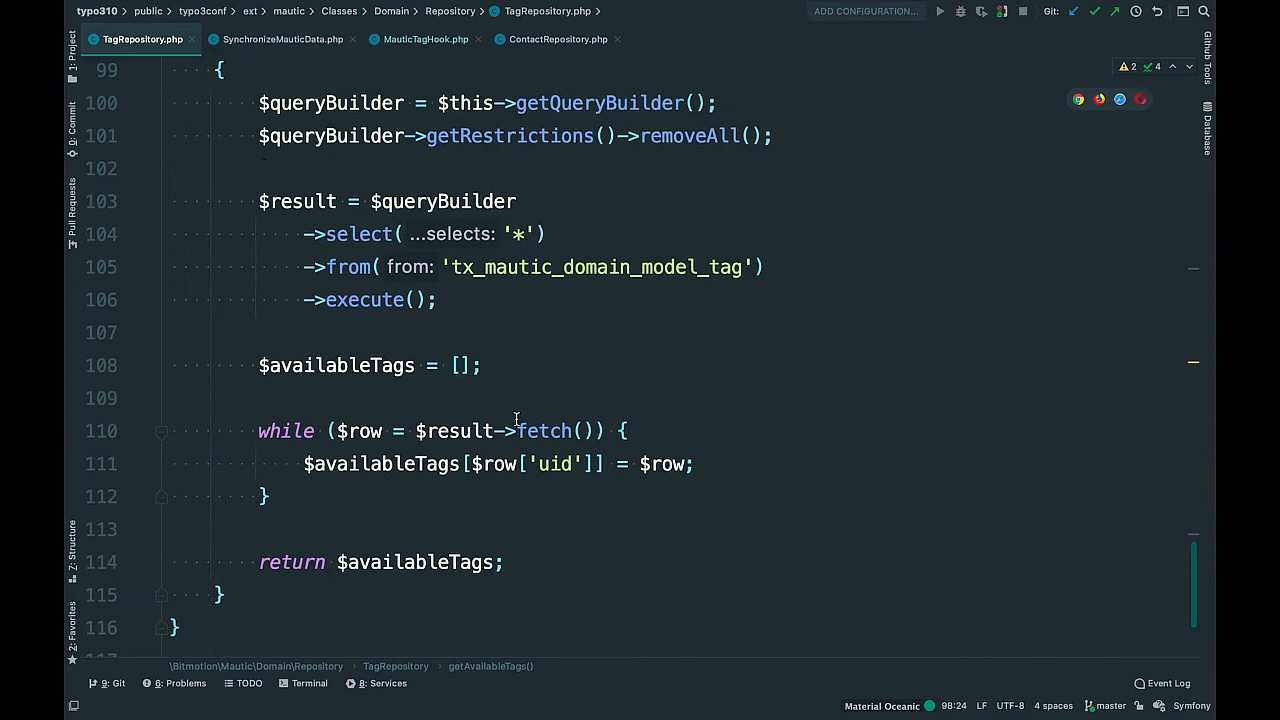 typo310 > public > typo3conf > ext > mautic > Classes > Domain > Repository > TagRepository.php >
ADD CONFIGURATION...
Git:
TagRepository.php
SynchronizeMauticData.php
MauticTagHook.php
ContactRepository.php
1: Project
0: Commit
Pull Requests
Z: Structure
2: Favorites
Github Tools
Database
2
4
99 {
100 $queryBuilder = $this->getQueryBuilder();
101 $queryBuilder->getRestrictions()->removeAll();
102
103 $result = $queryBuilder
104 ->select( ...selects: '*')
105 ->from( from: 'tx_mautic_domain_model_tag')
106 ->execute();
107
108 $availableTags = [];
109
110 while ($row = $result->fetch()) {
111 $availableTags[$row['uid']] = $row;
112 }
113
114 return $availableTags;
115 }
116 }
\Bitmotion\Mautic\Domain\Repository > TagRepository > getAvailableTags()
9: Git
6: Problems
TODO
Terminal
8: Services
Event Log
Material Oceanic
98:24 LF UTF-8 4 spaces master Symfony